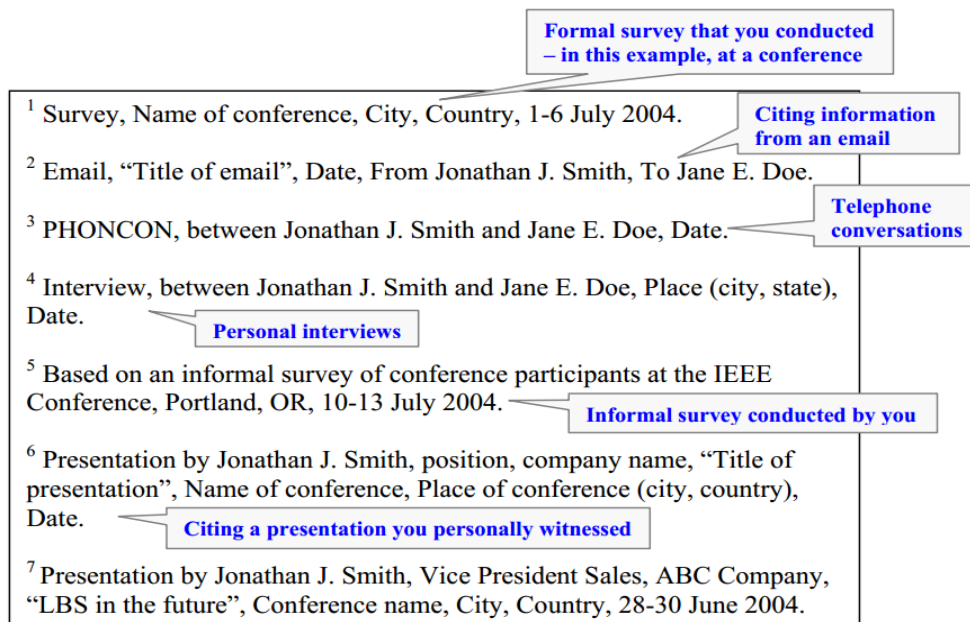 Formal survey that you conducted
– in this example, at a conference
¹ Survey, Name of conference, City, Country, 1-6 July 2004.
Citing information
from an email
² Email, “Title of email”, Date, From Jonathan J. Smith, To Jane E. Doe.
³ PHONCON, between Jonathan J. Smith and Jane E. Doe, Date.
Telephone
conversations
⁴ Interview, between Jonathan J. Smith and Jane E. Doe, Place (city, state),
Date.
Personal interviews
⁵ Based on an informal survey of conference participants at the IEEE
Conference, Portland, OR, 10-13 July 2004.
Informal survey conducted by you
⁶ Presentation by Jonathan J. Smith, position, company name, “Title of
presentation”, Name of conference, Place of conference (city, country),
Date.
Citing a presentation you personally witnessed
⁷ Presentation by Jonathan J. Smith, Vice President Sales, ABC Company,
“LBS in the future”, Conference name, City, Country, 28-30 June 2004.